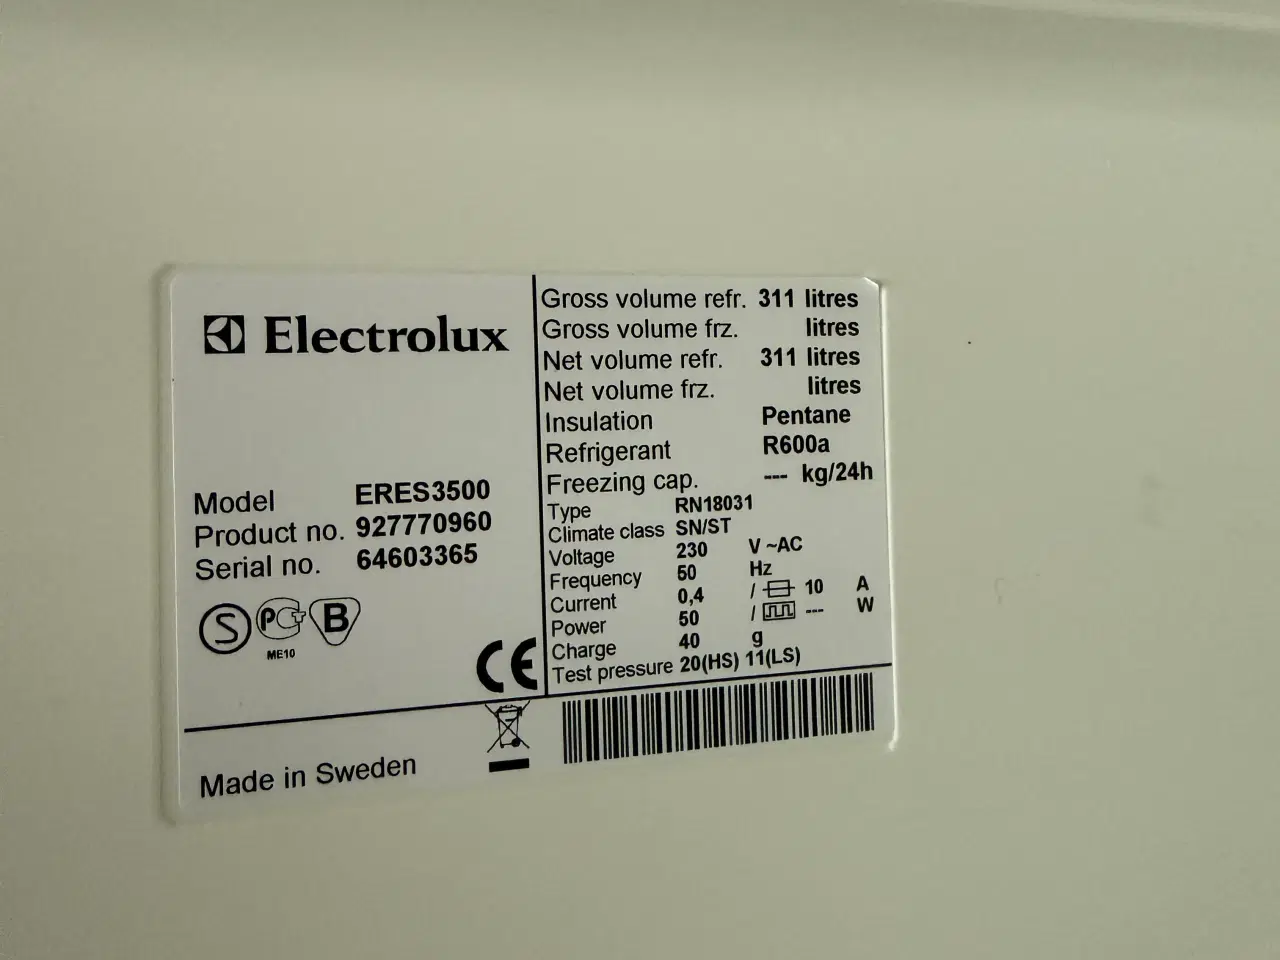 Electrolux
Model ERES3500
Product no. 927770960
Serial no. 64603365
S PCT B
ME10
CE
Gross volume refr. 311 litres
Gross volume frz. litres
Net volume refr. 311 litres
Net volume frz. litres
Insulation Pentane
Refrigerant R600a
Freezing cap. --- kg/24h
Type RN18031
Climate class SN/ST
Voltage 230 V ~AC
Frequency 50 Hz
Current 0,4 / 10 A
Power 50 / --- W
Charge 40 g
Test pressure 20(HS) 11(LS)
Made in Sweden